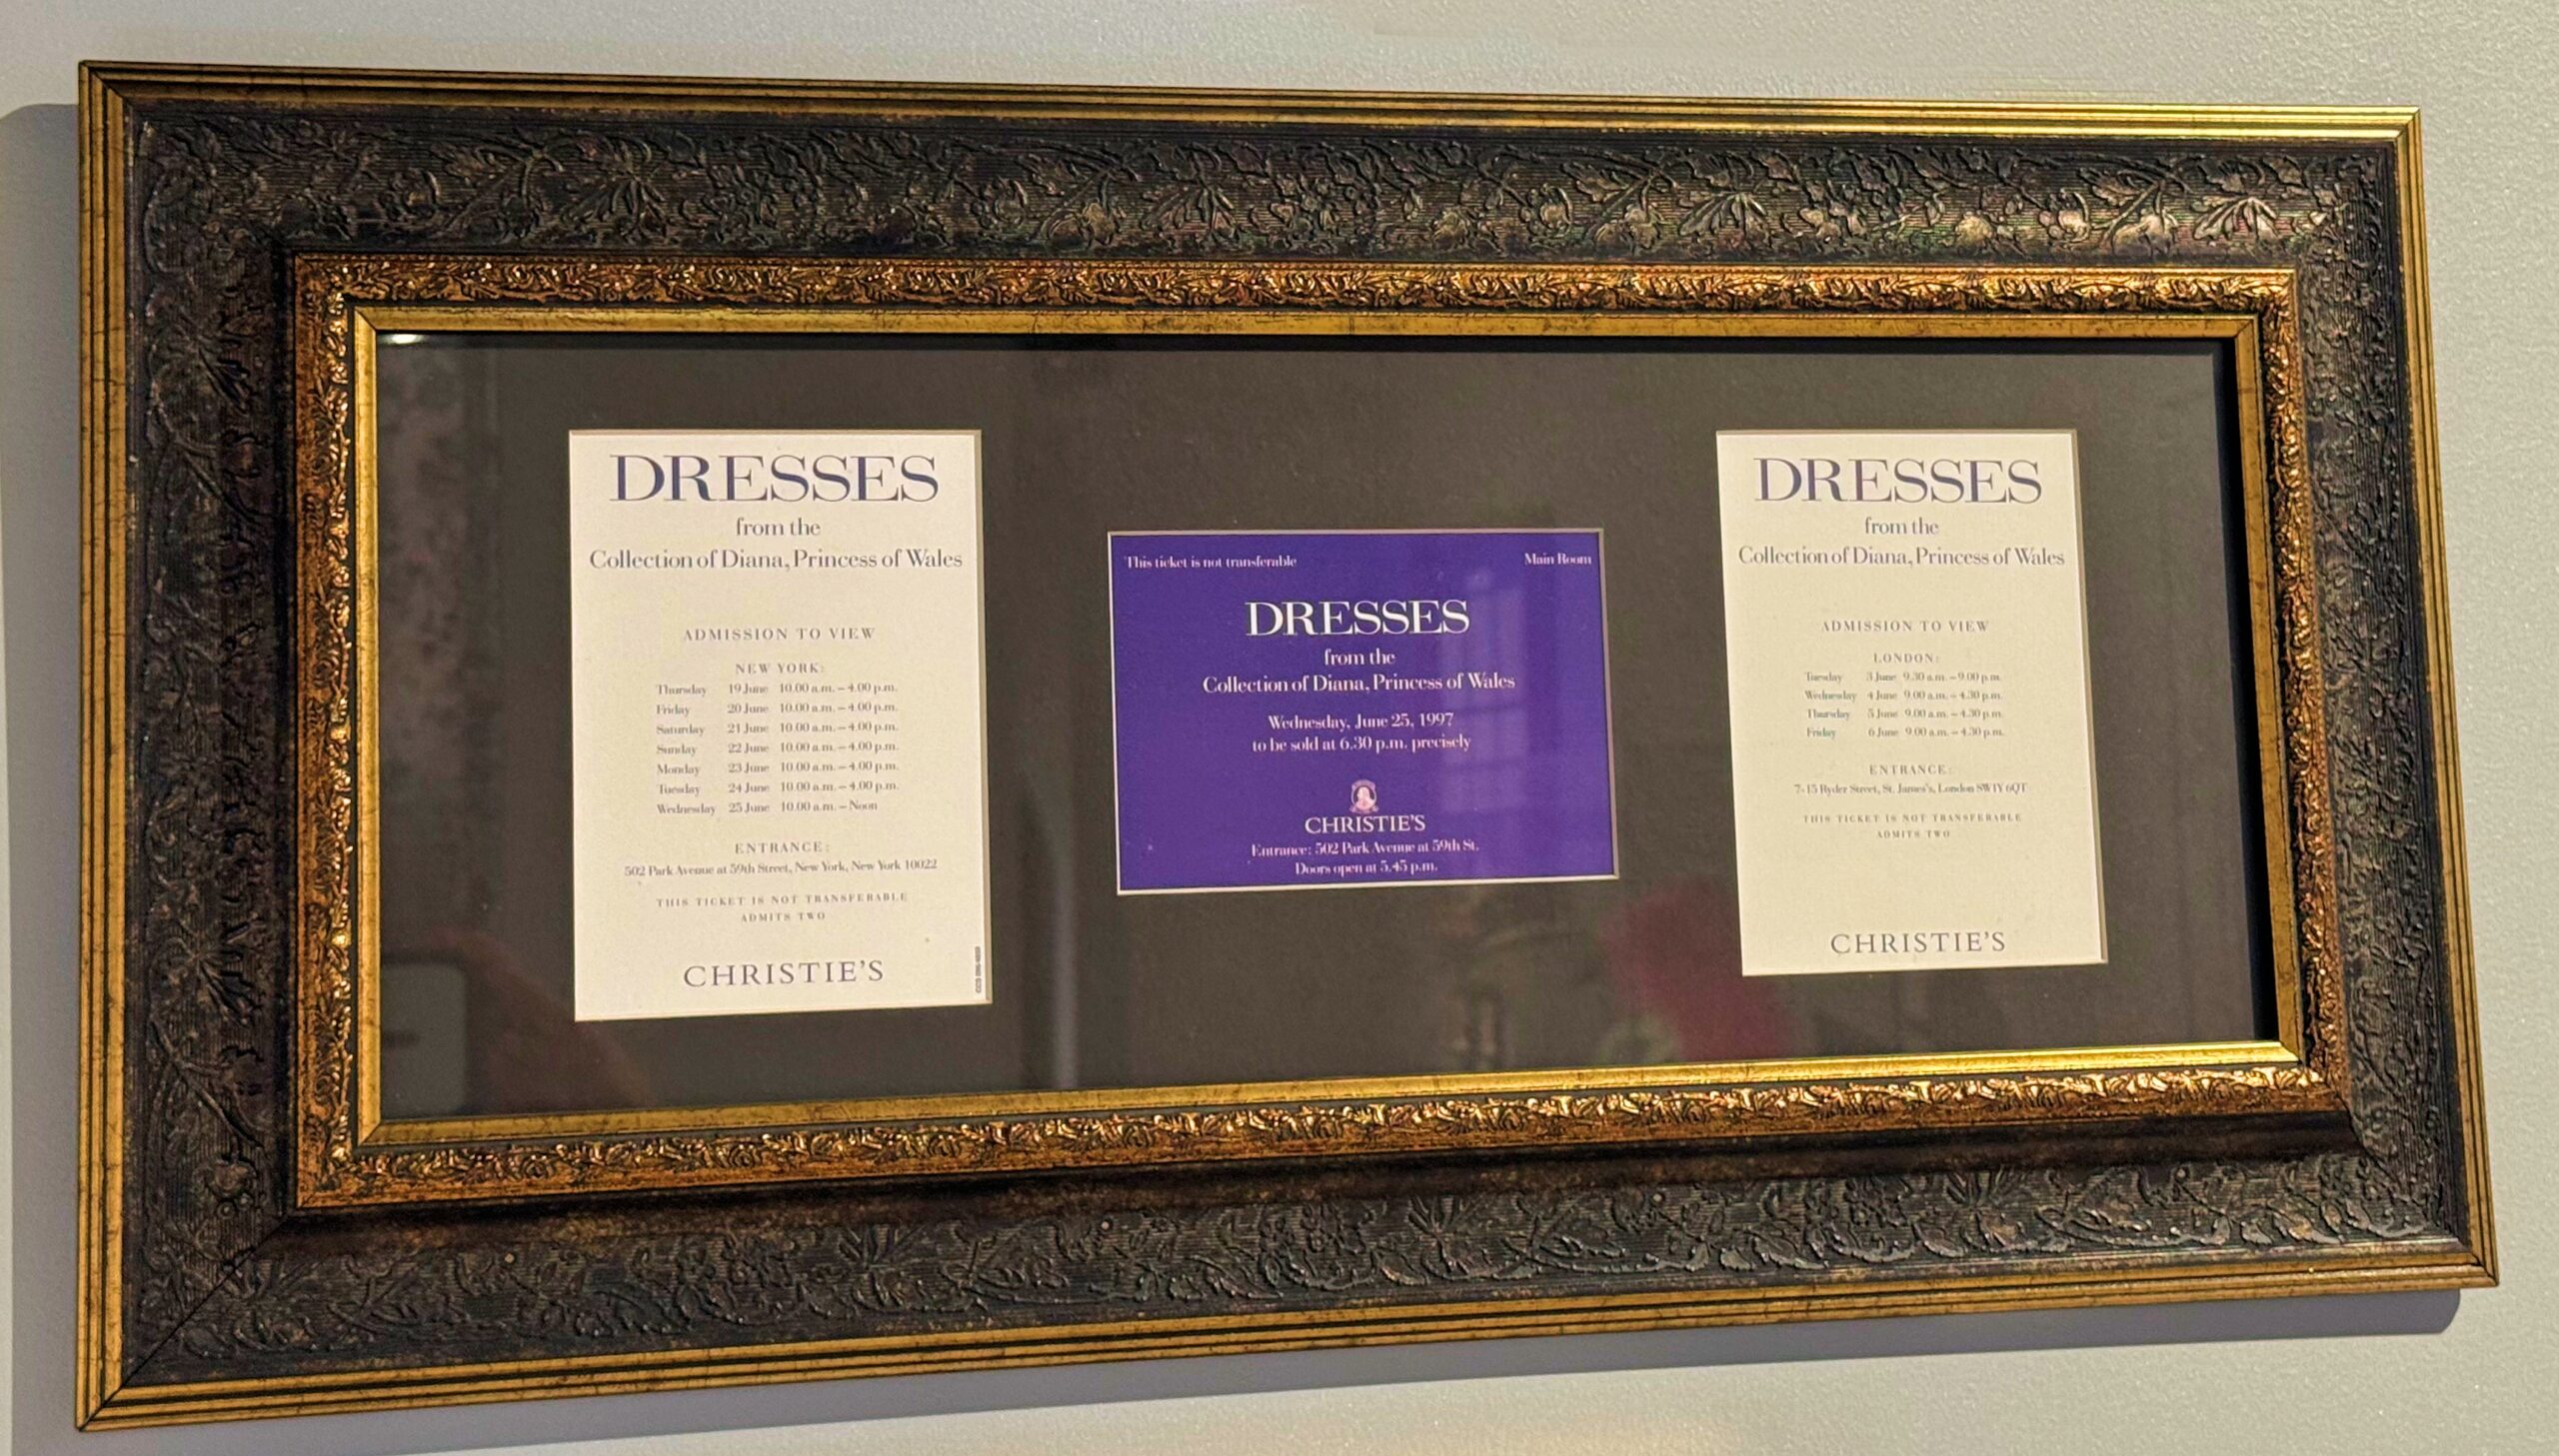 DRESSES
from the
Collection of Diana, Princess of Wales
ADMISSION TO VIEW
NEW YORK:
Thursday 19 June 10.00 a.m. – 4.00 p.m.
Friday 20 June 10.00 a.m. – 4.00 p.m.
Saturday 21 June 10.00 a.m. – 4.00 p.m.
Sunday 22 June 10.00 a.m. – 4.00 p.m.
Monday 23 June 10.00 a.m. – 4.00 p.m.
Tuesday 24 June 10.00 a.m. – 4.00 p.m.
Wednesday 25 June 10.00 a.m. – Noon
ENTRANCE:
502 Park Avenue at 59th Street, New York, New York 10022
THIS TICKET IS NOT TRANSFERABLE
ADMITS TWO
CHRISTIE'S
This ticket is not transferable Main Room
DRESSES
from the
Collection of Diana, Princess of Wales
Wednesday, June 25, 1997
to be sold at 6.30 p.m. precisely
CHRISTIE'S
Entrance: 502 Park Avenue at 59th St.
Doors open at 5.45 p.m.
DRESSES
from the
Collection of Diana, Princess of Wales
ADMISSION TO VIEW
LONDON:
Tuesday 3 June 9.30 a.m. – 9.00 p.m.
Wednesday 4 June 9.00 a.m. – 4.30 p.m.
Thursday 5 June 9.00 a.m. – 4.30 p.m.
Friday 6 June 9.00 a.m. – 4.30 p.m.
ENTRANCE:
7-15 Ryder Street, St. James's, London SW1Y 6QT
THIS TICKET IS NOT TRANSFERABLE
ADMITS TWO
CHRISTIE'S